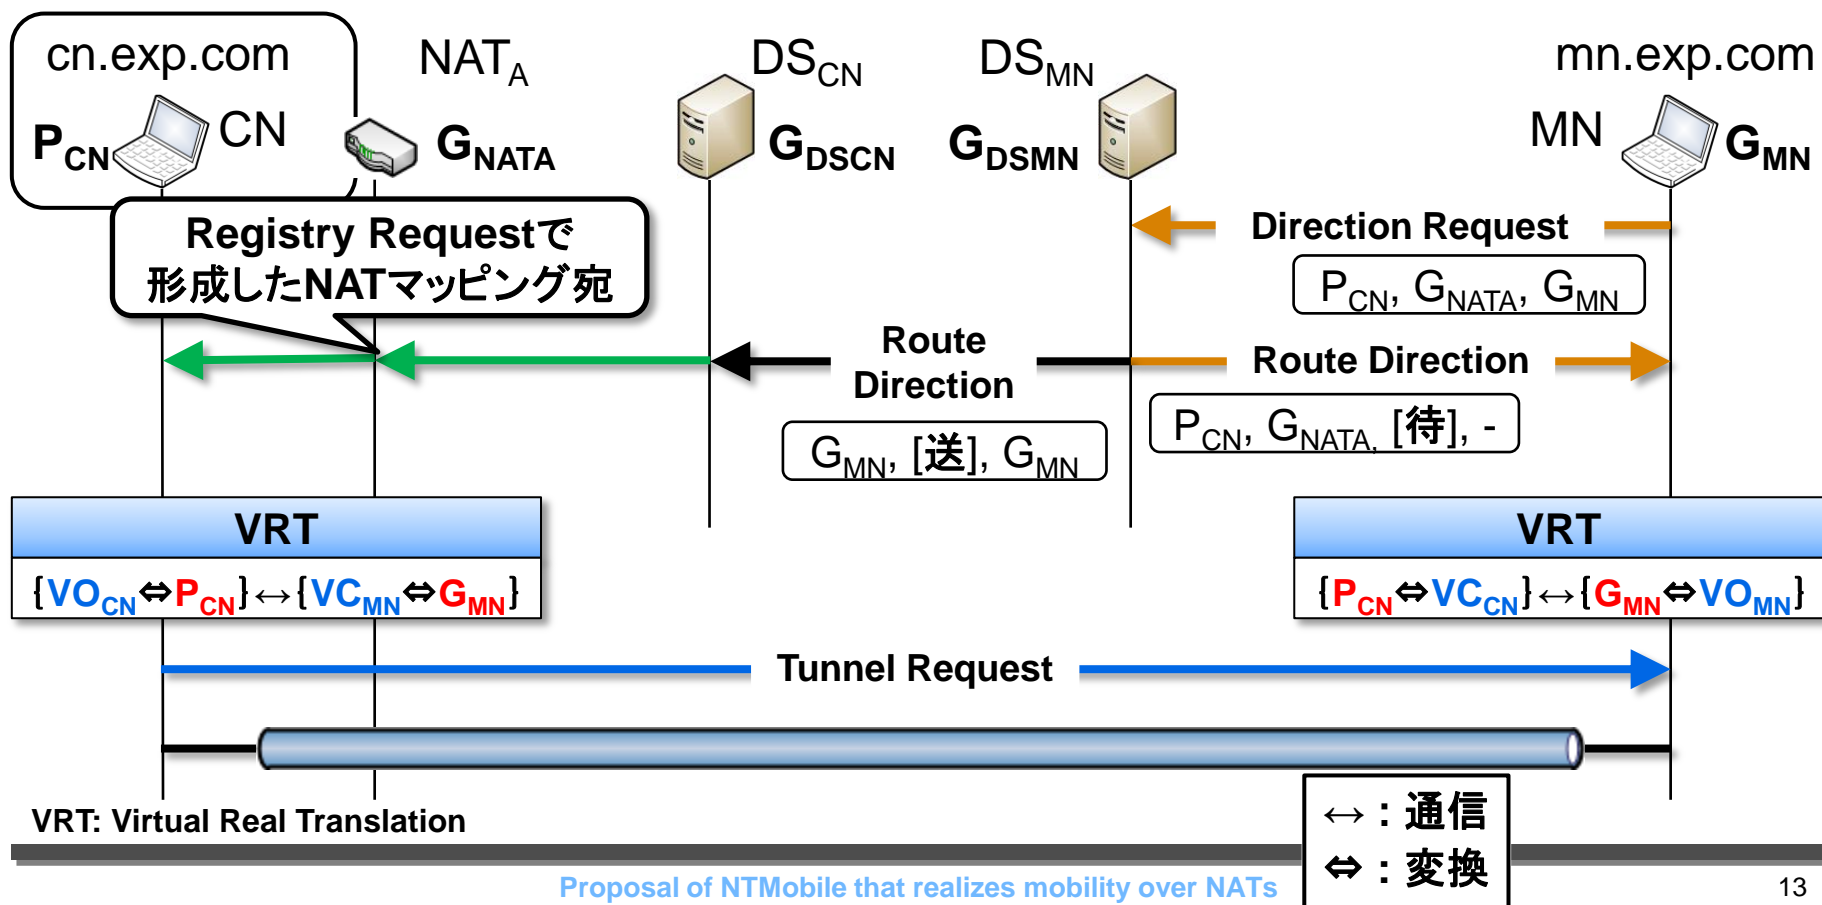 cn.exp.com
NATA
DSCN
DSMN
mn.exp.com
PCN
CN
GNATA
GDSCN
GDSMN
MN
GMN
Registry Requestで
形成したNATマッピング宛
Direction Request
PCN, GNATA, GMN
Route
Direction
Route Direction
GMN, [送], GMN
PCN, GNATA, [待], -
VRT
{VOCN⇔PCN}↔{VCMN⇔GMN}
VRT
{PCN⇔VCCN}↔{GMN⇔VOMN}
Tunnel Request
VRT: Virtual Real Translation
↔ : 通信
⇔ : 変換
Proposal of NTMobile that realizes mobility over NATs
13